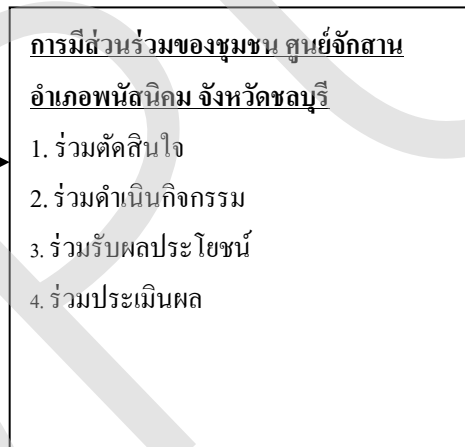 การมีส่วนร่วมของชุมชน ศูนย์จักสาน
อำเภอพนัสนิคม จังหวัดชลบุรี
1. ร่วมตัดสินใจ
2. ร่วมดำเนินกิจกรรม
3. ร่วมรับผลประโยชน์
4. ร่วมประเมินผล